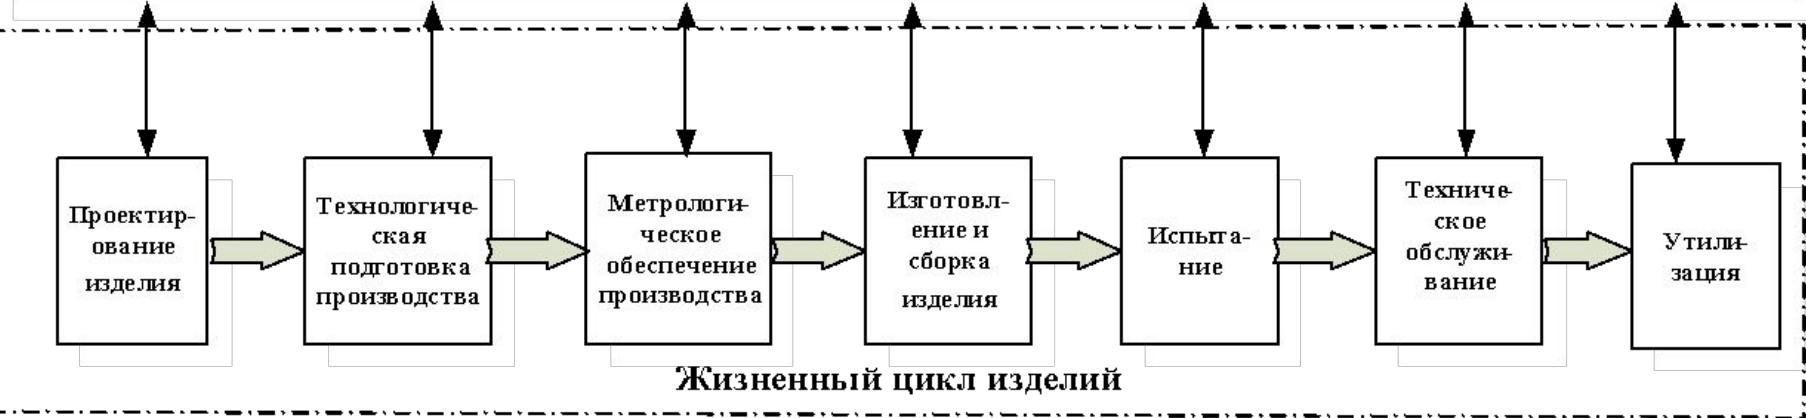 Проектир-
ование
изделия
Технологиче-
ская
подготовка
производства
Метрологи-
ческое
обеспечение
производства
Изготовл-
ение и
сборка
изделия
Испыта-
ние
Техниче-
ское
обслужи-
вание
Утили-
зация
Жизненный цикл изделий